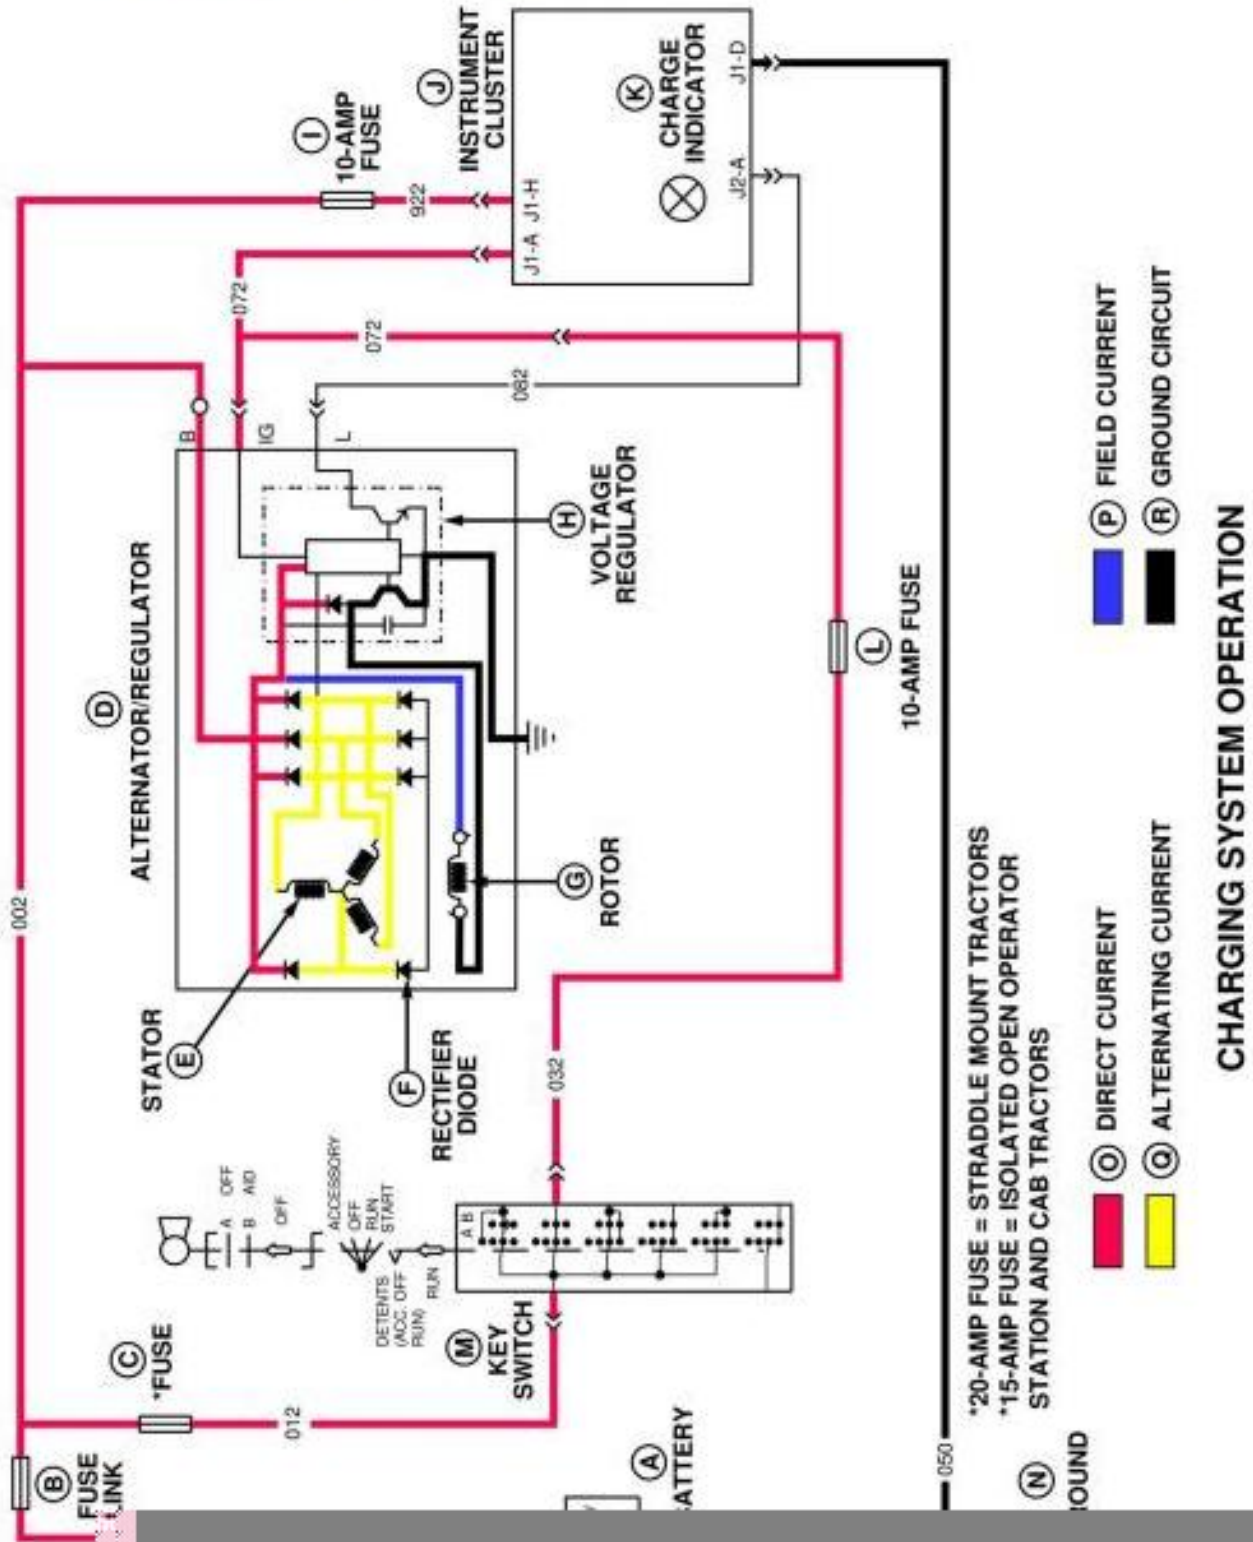 B
FUSE
LINK
002
C
*FUSE
012
A
ATTERY
N
OUND
050
M
KEY
SWITCH
A OFF
B AID
OFF
ACCESSORY
OFF
RUN
START
DETENTS
(ACC. OFF
RUN)
RUN
A B
032
STATOR
E
F
RECTIFIER
DIODE
D
ALTERNATOR/REGULATOR
G
ROTOR
H
VOLTAGE
REGULATOR
B
IG
L
L
10-AMP FUSE
072
072
I
10-AMP
FUSE
922
J
INSTRUMENT
CLUSTER
J1-A
J1-H
K
CHARGE
INDICATOR
J2-A
J1-D
*20-AMP FUSE = STRADDLE MOUNT TRACTORS
*15-AMP FUSE = ISOLATED OPEN OPERATOR
STATION AND CAB TRACTORS
O DIRECT CURRENT
P FIELD CURRENT
Q ALTERNATING CURRENT
R GROUND CIRCUIT
CHARGING SYSTEM OPERATION